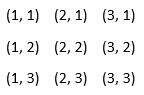 (1, 1) (2, 1) (3, 1)
(1, 2) (2, 2) (3, 2)
(1, 3) (2, 3) (3, 3)